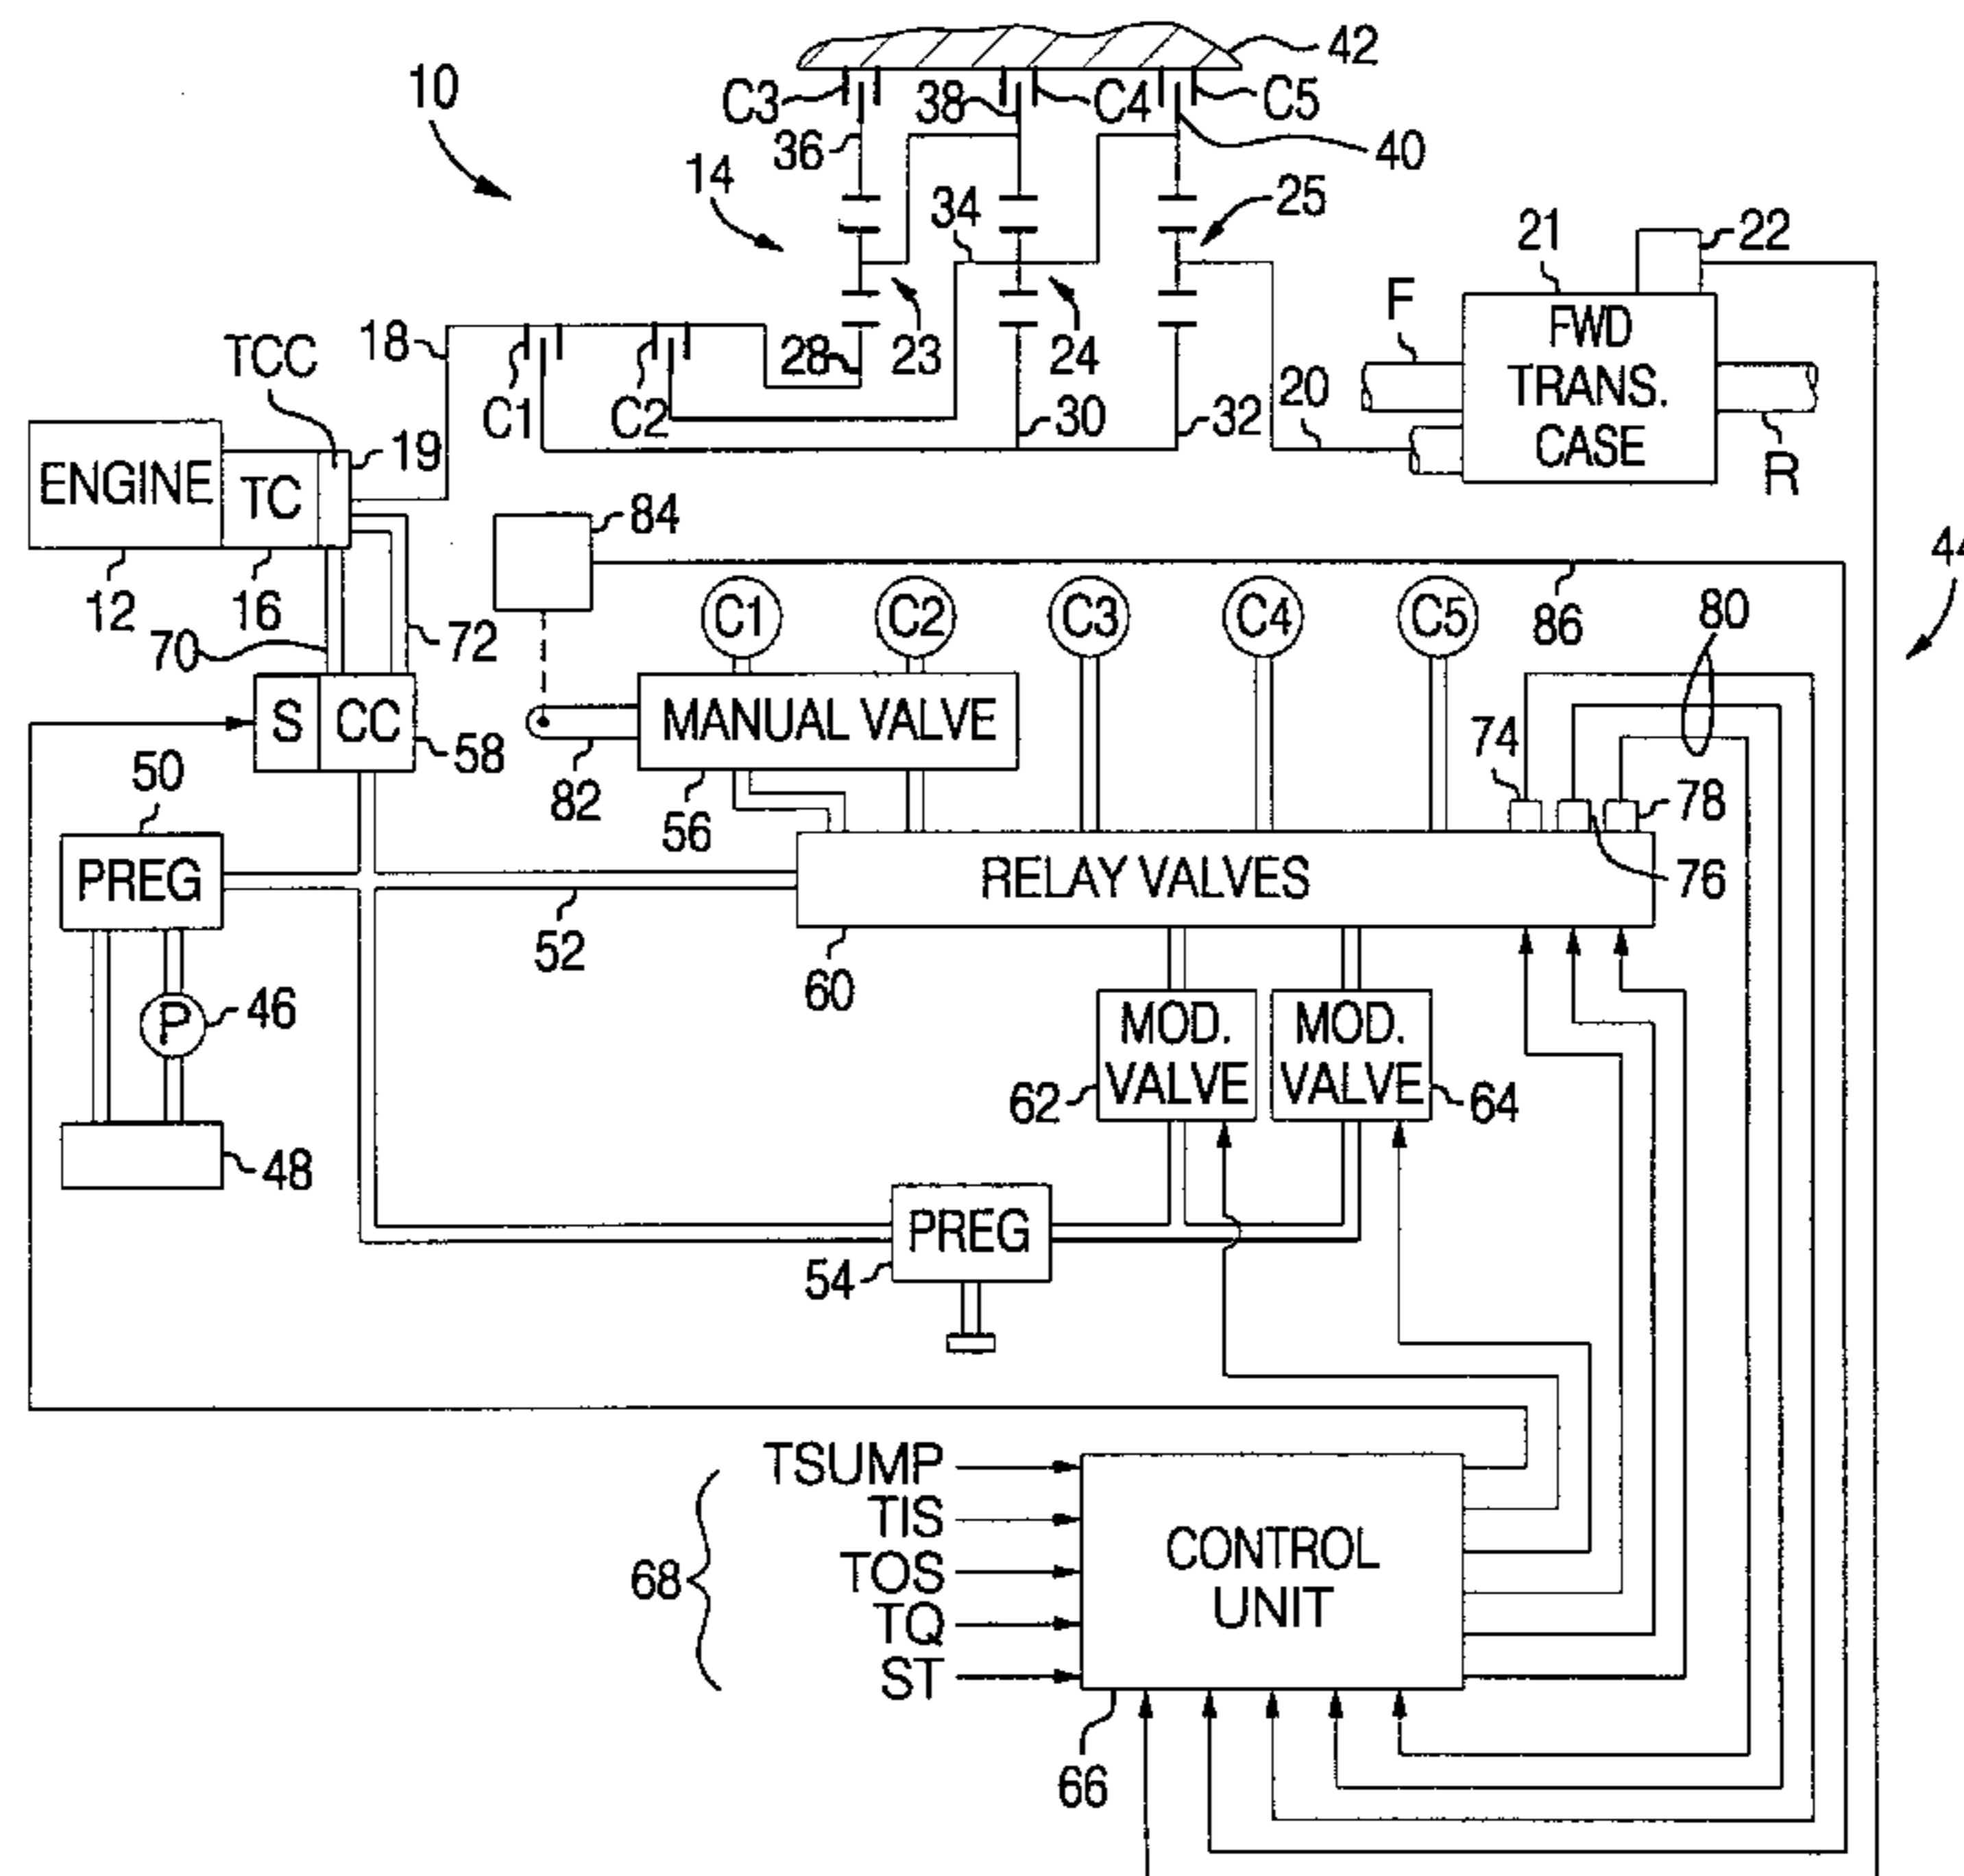 42
10
C3
38
C4
C5
36
40
14
34
25
21
22
F
FWD
TRANS.
CASE
R
18
TCC
C1
C2
28
23
24
30
32
20
19
ENGINE
TC
12
16
84
44
70
72
C1
C2
C3
C4
C5
86
80
S
CC
58
82
MANUAL VALVE
56
74
78
76
50
PREG
52
RELAY VALVES
60
P
46
48
MOD.
VALVE
62
MOD.
VALVE
64
PREG
54
TSUMP
TIS
TOS
TQ
ST
68
CONTROL
UNIT
66